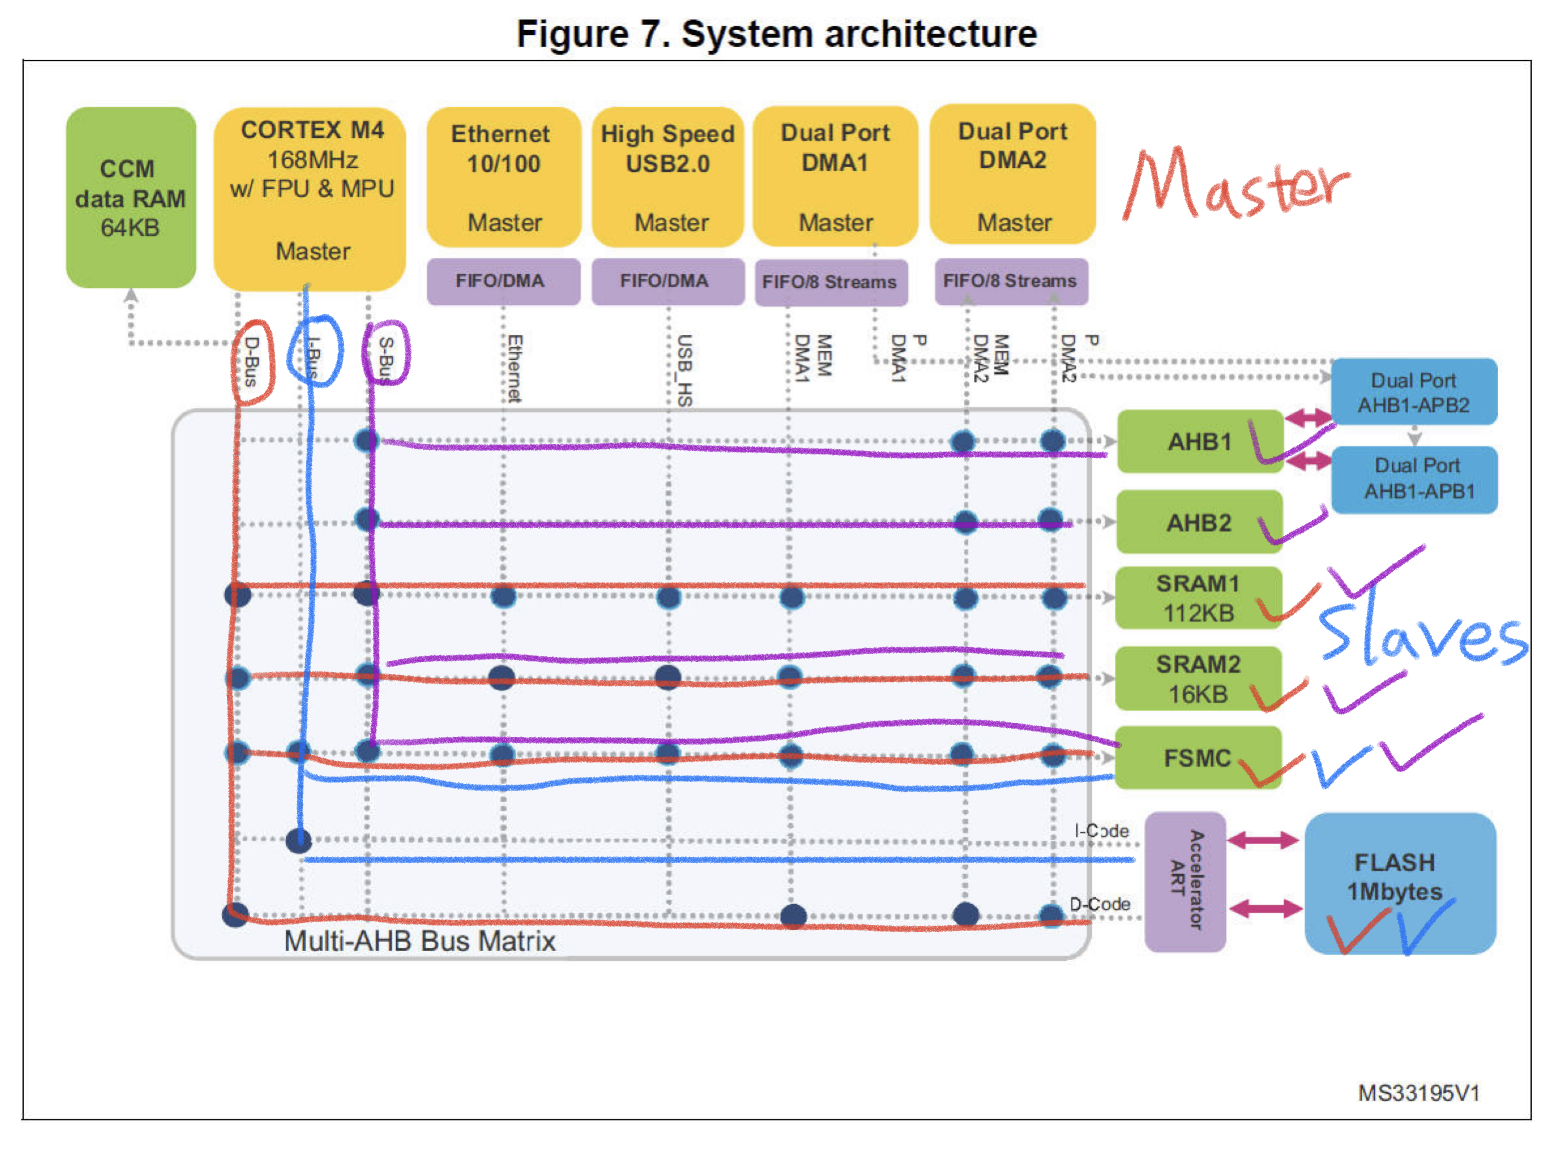 Figure 7. System architecture
CCM
data RAM
64KB
CORTEX M4
168MHz
w/ FPU & MPU
Master
Ethernet
10/100
Master
High Speed
USB2.0
Master
Dual Port
DMA1
Master
Dual Port
DMA2
Master
Master
FIFO/DMA
FIFO/DMA
FIFO/8 Streams
FIFO/8 Streams
D-Bus
I-Bus
S-Bus
Ethernet
USB_HS
MEM
DMA1
P
DMA1
MEM
DMA2
P
DMA2
Dual Port
AHB1-APB2
AHB1
Dual Port
AHB1-APB1
AHB2
SRAM1
112KB
Slaves
SRAM2
16KB
FSMC
I-Code
D-Code
Accelerator
ART
FLASH
1Mbytes
Multi-AHB Bus Matrix
MS33195V1